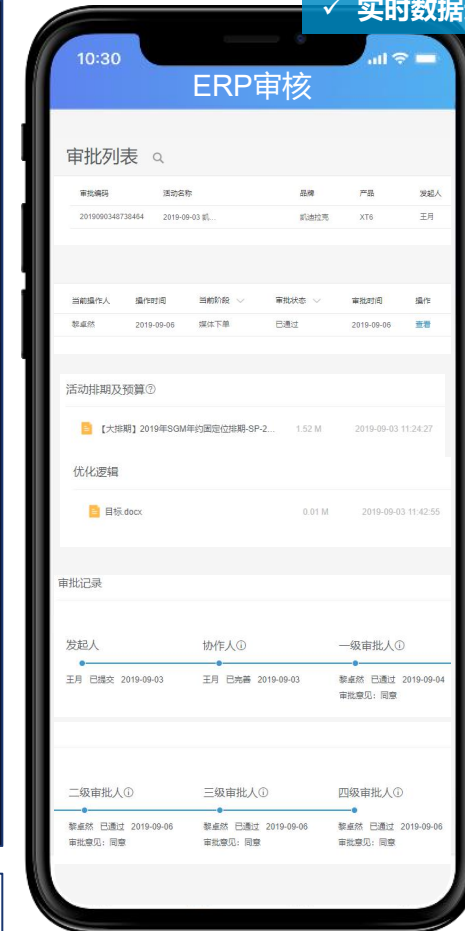 ✓ 实时数据
10:30
ERP审核
审批列表
审批编码 活动名称 品牌 产品 发起人
2019090348738464 2019-09-03 凯... 凯迪拉克 XT6 王月
当前操作人 操作时间 当前阶段 审批状态 审批时间 操作
黎卓然 2019-09-06 媒体下单 已通过 2019-09-06 查看
活动排期及预算?
【大排期】2019年SGM年约固定位排期-SP-2... 1.52 M 2019-09-03 11:24:27
优化逻辑
目标.docx 0.01 M 2019-09-03 11:42:55
审批记录
发起人 协作人 一级审批人
王月 已提交 2019-09-03 王月 已完善 2019-09-03 黎卓然 已通过 2019-09-04
审批意见：同意
二级审批人 三级审批人 四级审批人
黎卓然 已通过 2019-09-06 黎卓然 已通过 2019-09-06 黎卓然 已通过 2019-09-06
审批意见：同意 审批意见：同意 审批意见：同意